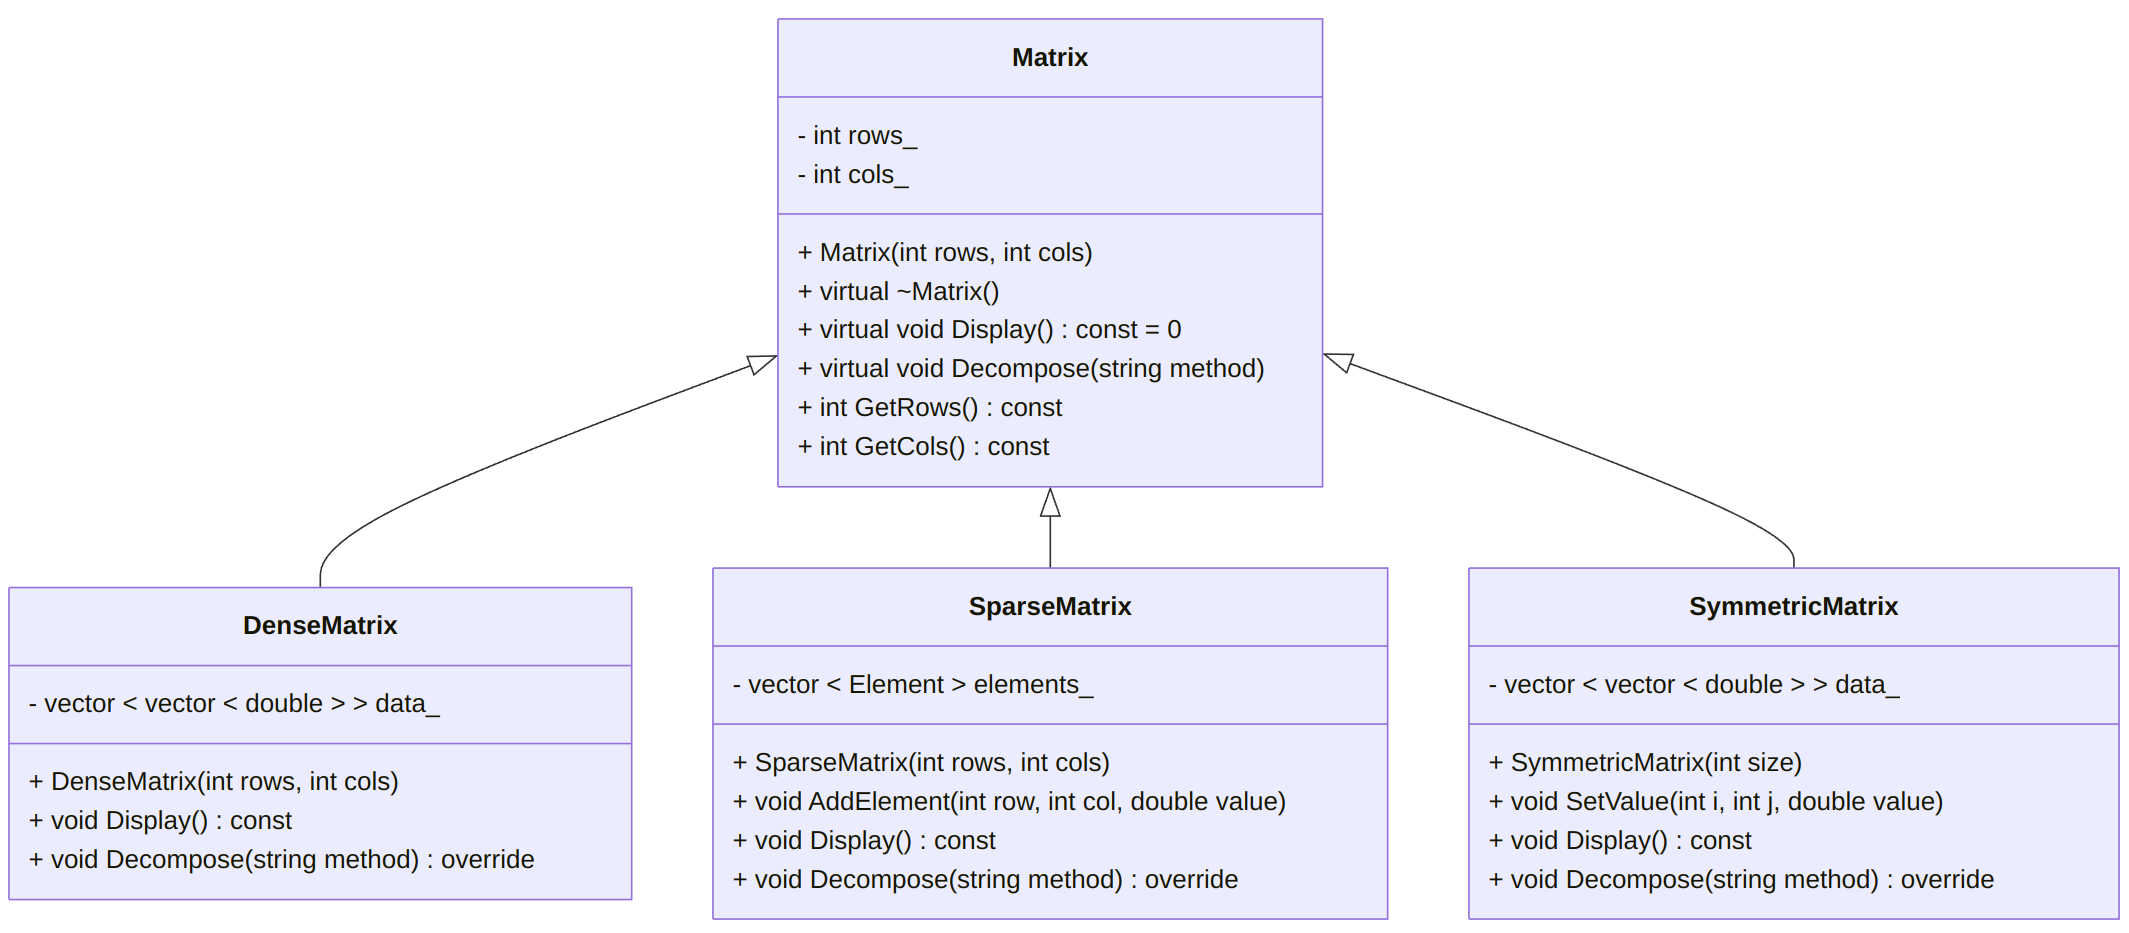 Matrix
- int rows_
- int cols_
+ Matrix(int rows, int cols)
+ virtual ~Matrix()
+ virtual void Display() : const = 0
+ virtual void Decompose(string method)
+ int GetRows() : const
+ int GetCols() : const
DenseMatrix
- vector < vector < double > > data_
+ DenseMatrix(int rows, int cols)
+ void Display() : const
+ void Decompose(string method) : override
SparseMatrix
- vector < Element > elements_
+ SparseMatrix(int rows, int cols)
+ void AddElement(int row, int col, double value)
+ void Display() : const
+ void Decompose(string method) : override
SymmetricMatrix
- vector < vector < double > > data_
+ SymmetricMatrix(int size)
+ void SetValue(int i, int j, double value)
+ void Display() : const
+ void Decompose(string method) : override